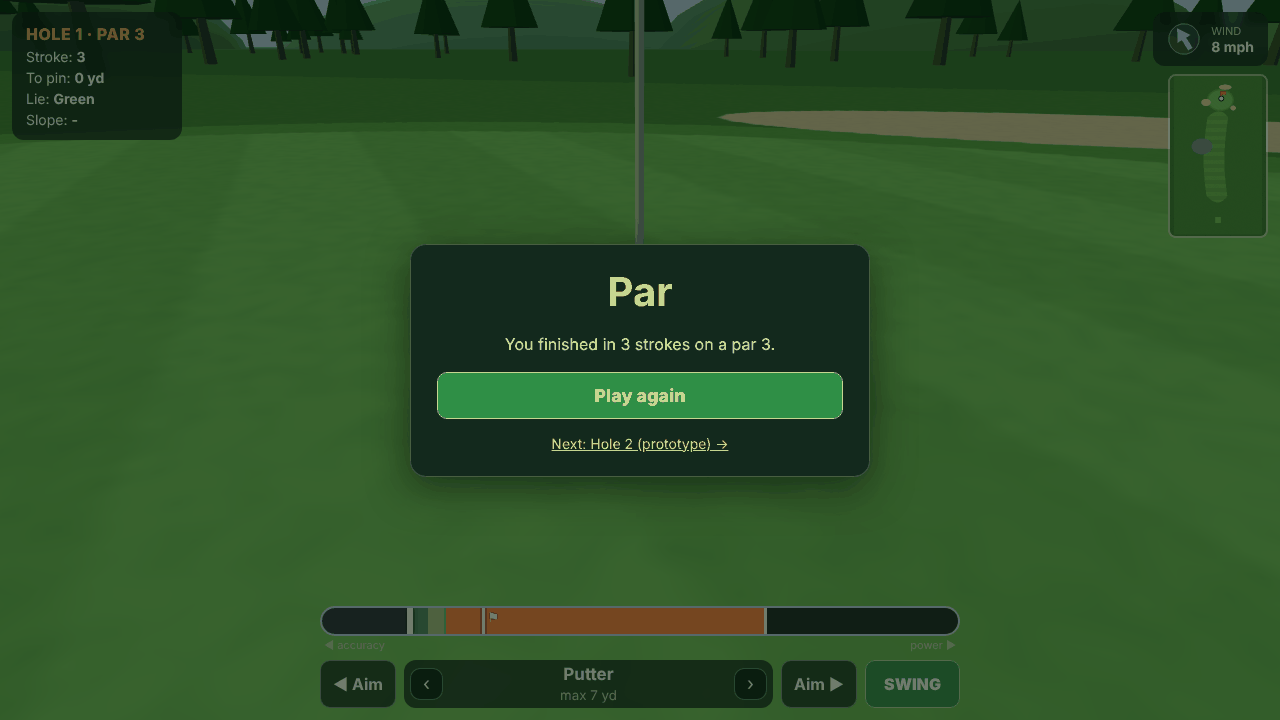 HOLE 1 · PAR 3
Stroke: 3
To pin: 0 yd
Lie: Green
Slope: -
WIND
8 mph
Par
You finished in 3 strokes on a par 3.
Play again
Next: Hole 2 (prototype) →
◀ accuracy
power ▶
◀ Aim
‹
Putter
max 7 yd
›
Aim ▶
SWING